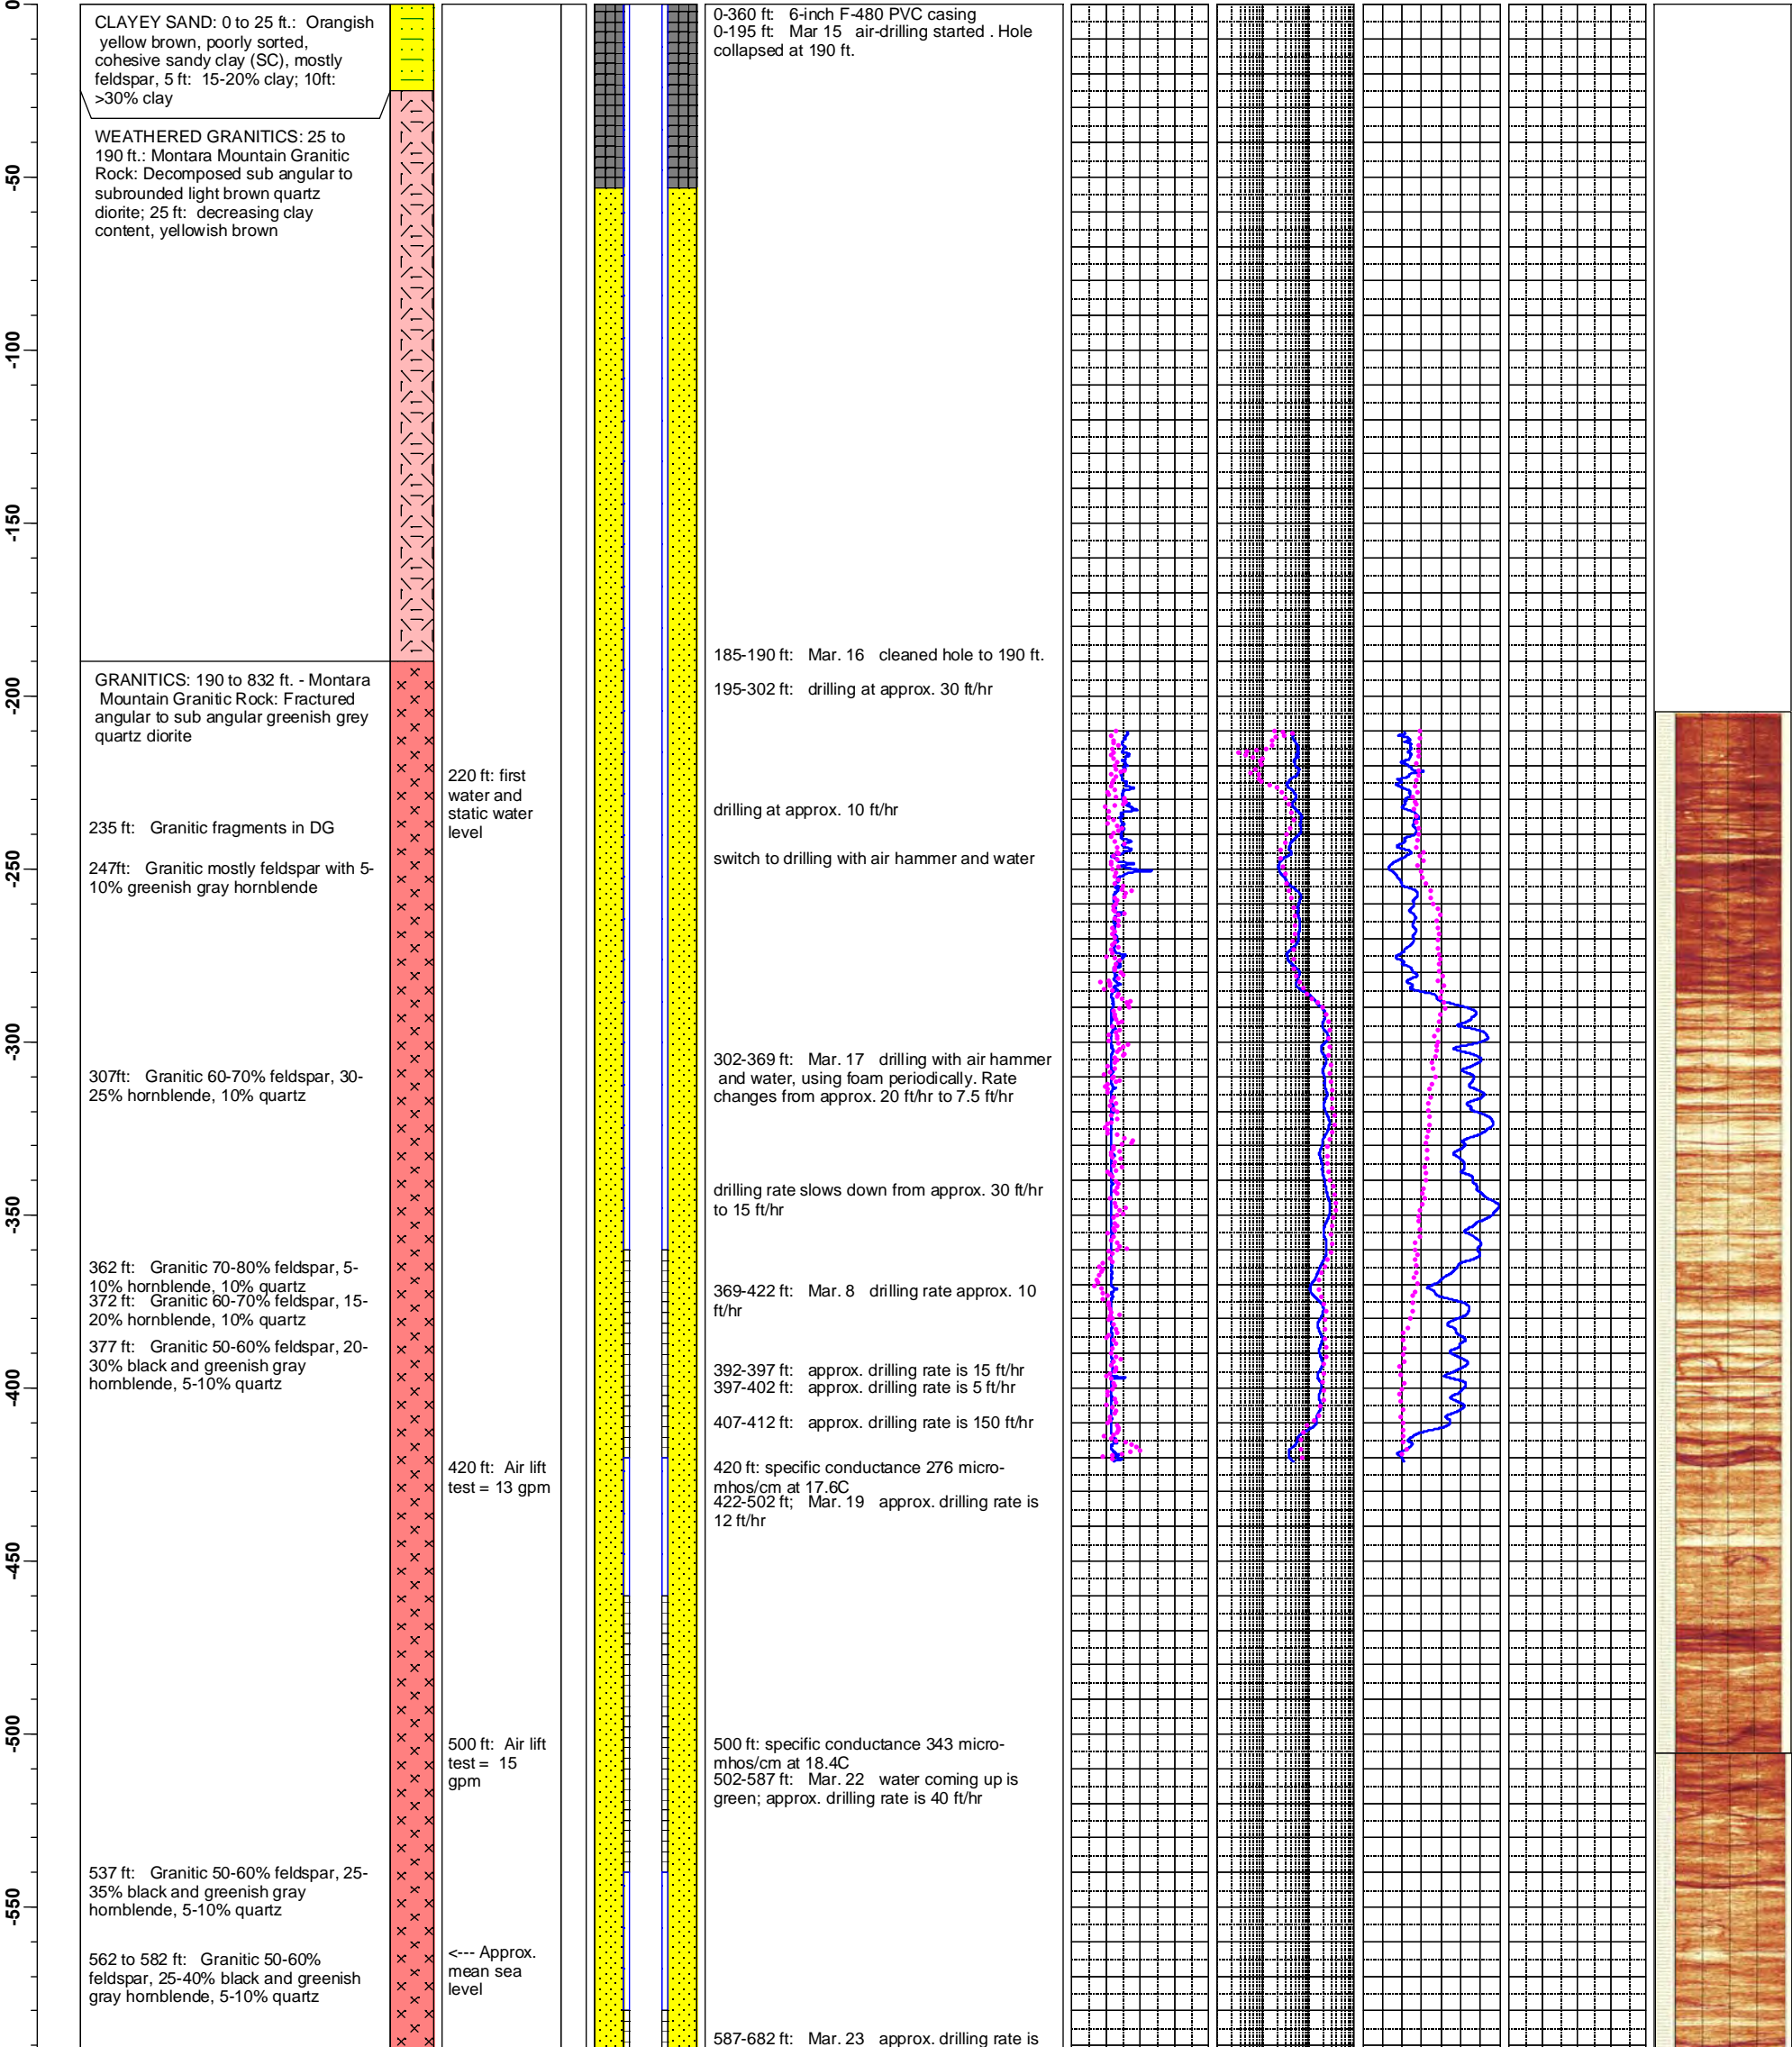 0
-50
-100
-150
-200
-250
-300
-350
-400
-450
-500
-550
CLAYEY SAND: 0 to 25 ft.: Orangish
yellow brown, poorly sorted,
cohesive sandy clay (SC), mostly
feldspar, 5 ft: 15-20% clay; 10ft:
>30% clay
WEATHERED GRANITICS: 25 to
190 ft.: Montara Mountain Granitic
Rock: Decomposed sub angular to
subrounded light brown quartz
diorite; 25 ft: decreasing clay
content, yellowish brown
GRANITICS: 190 to 832 ft. - Montara
Mountain Granitic Rock: Fractured
angular to sub angular greenish grey
quartz diorite
235 ft: Granitic fragments in DG
247ft: Granitic mostly feldspar with 5-
10% greenish gray hornblende
307ft: Granitic 60-70% feldspar, 30-
25% hornblende, 10% quartz
362 ft: Granitic 70-80% feldspar, 5-
10% hornblende, 10% quartz
372 ft: Granitic 60-70% feldspar, 15-
20% hornblende, 10% quartz
377 ft: Granitic 50-60% feldspar, 20-
30% black and greenish gray
hornblende, 5-10% quartz
537 ft: Granitic 50-60% feldspar, 25-
35% black and greenish gray
hornblende, 5-10% quartz
562 to 582 ft: Granitic 50-60%
feldspar, 25-40% black and greenish
gray hornblende, 5-10% quartz
220 ft: first
water and
static water
level
420 ft: Air lift
test = 13 gpm
500 ft: Air lift
test = 15
gpm
<--- Approx.
mean sea
level
0-360 ft: 6-inch F-480 PVC casing
0-195 ft: Mar 15 air-drilling started . Hole
collapsed at 190 ft.
185-190 ft: Mar. 16 cleaned hole to 190 ft.
195-302 ft: drilling at approx. 30 ft/hr
drilling at approx. 10 ft/hr
switch to drilling with air hammer and water
302-369 ft: Mar. 17 drilling with air hammer
and water, using foam periodically. Rate
changes from approx. 20 ft/hr to 7.5 ft/hr
drilling rate slows down from approx. 30 ft/hr
to 15 ft/hr
369-422 ft: Mar. 8 drilling rate approx. 10
ft/hr
392-397 ft: approx. drilling rate is 15 ft/hr
397-402 ft: approx. drilling rate is 5 ft/hr
407-412 ft: approx. drilling rate is 150 ft/hr
420 ft: specific conductance 276 micro-
mhos/cm at 17.6C
422-502 ft; Mar. 19 approx. drilling rate is
12 ft/hr
500 ft: specific conductance 343 micro-
mhos/cm at 18.4C
502-587 ft: Mar. 22 water coming up is
green; approx. drilling rate is 40 ft/hr
587-682 ft: Mar. 23 approx. drilling rate is